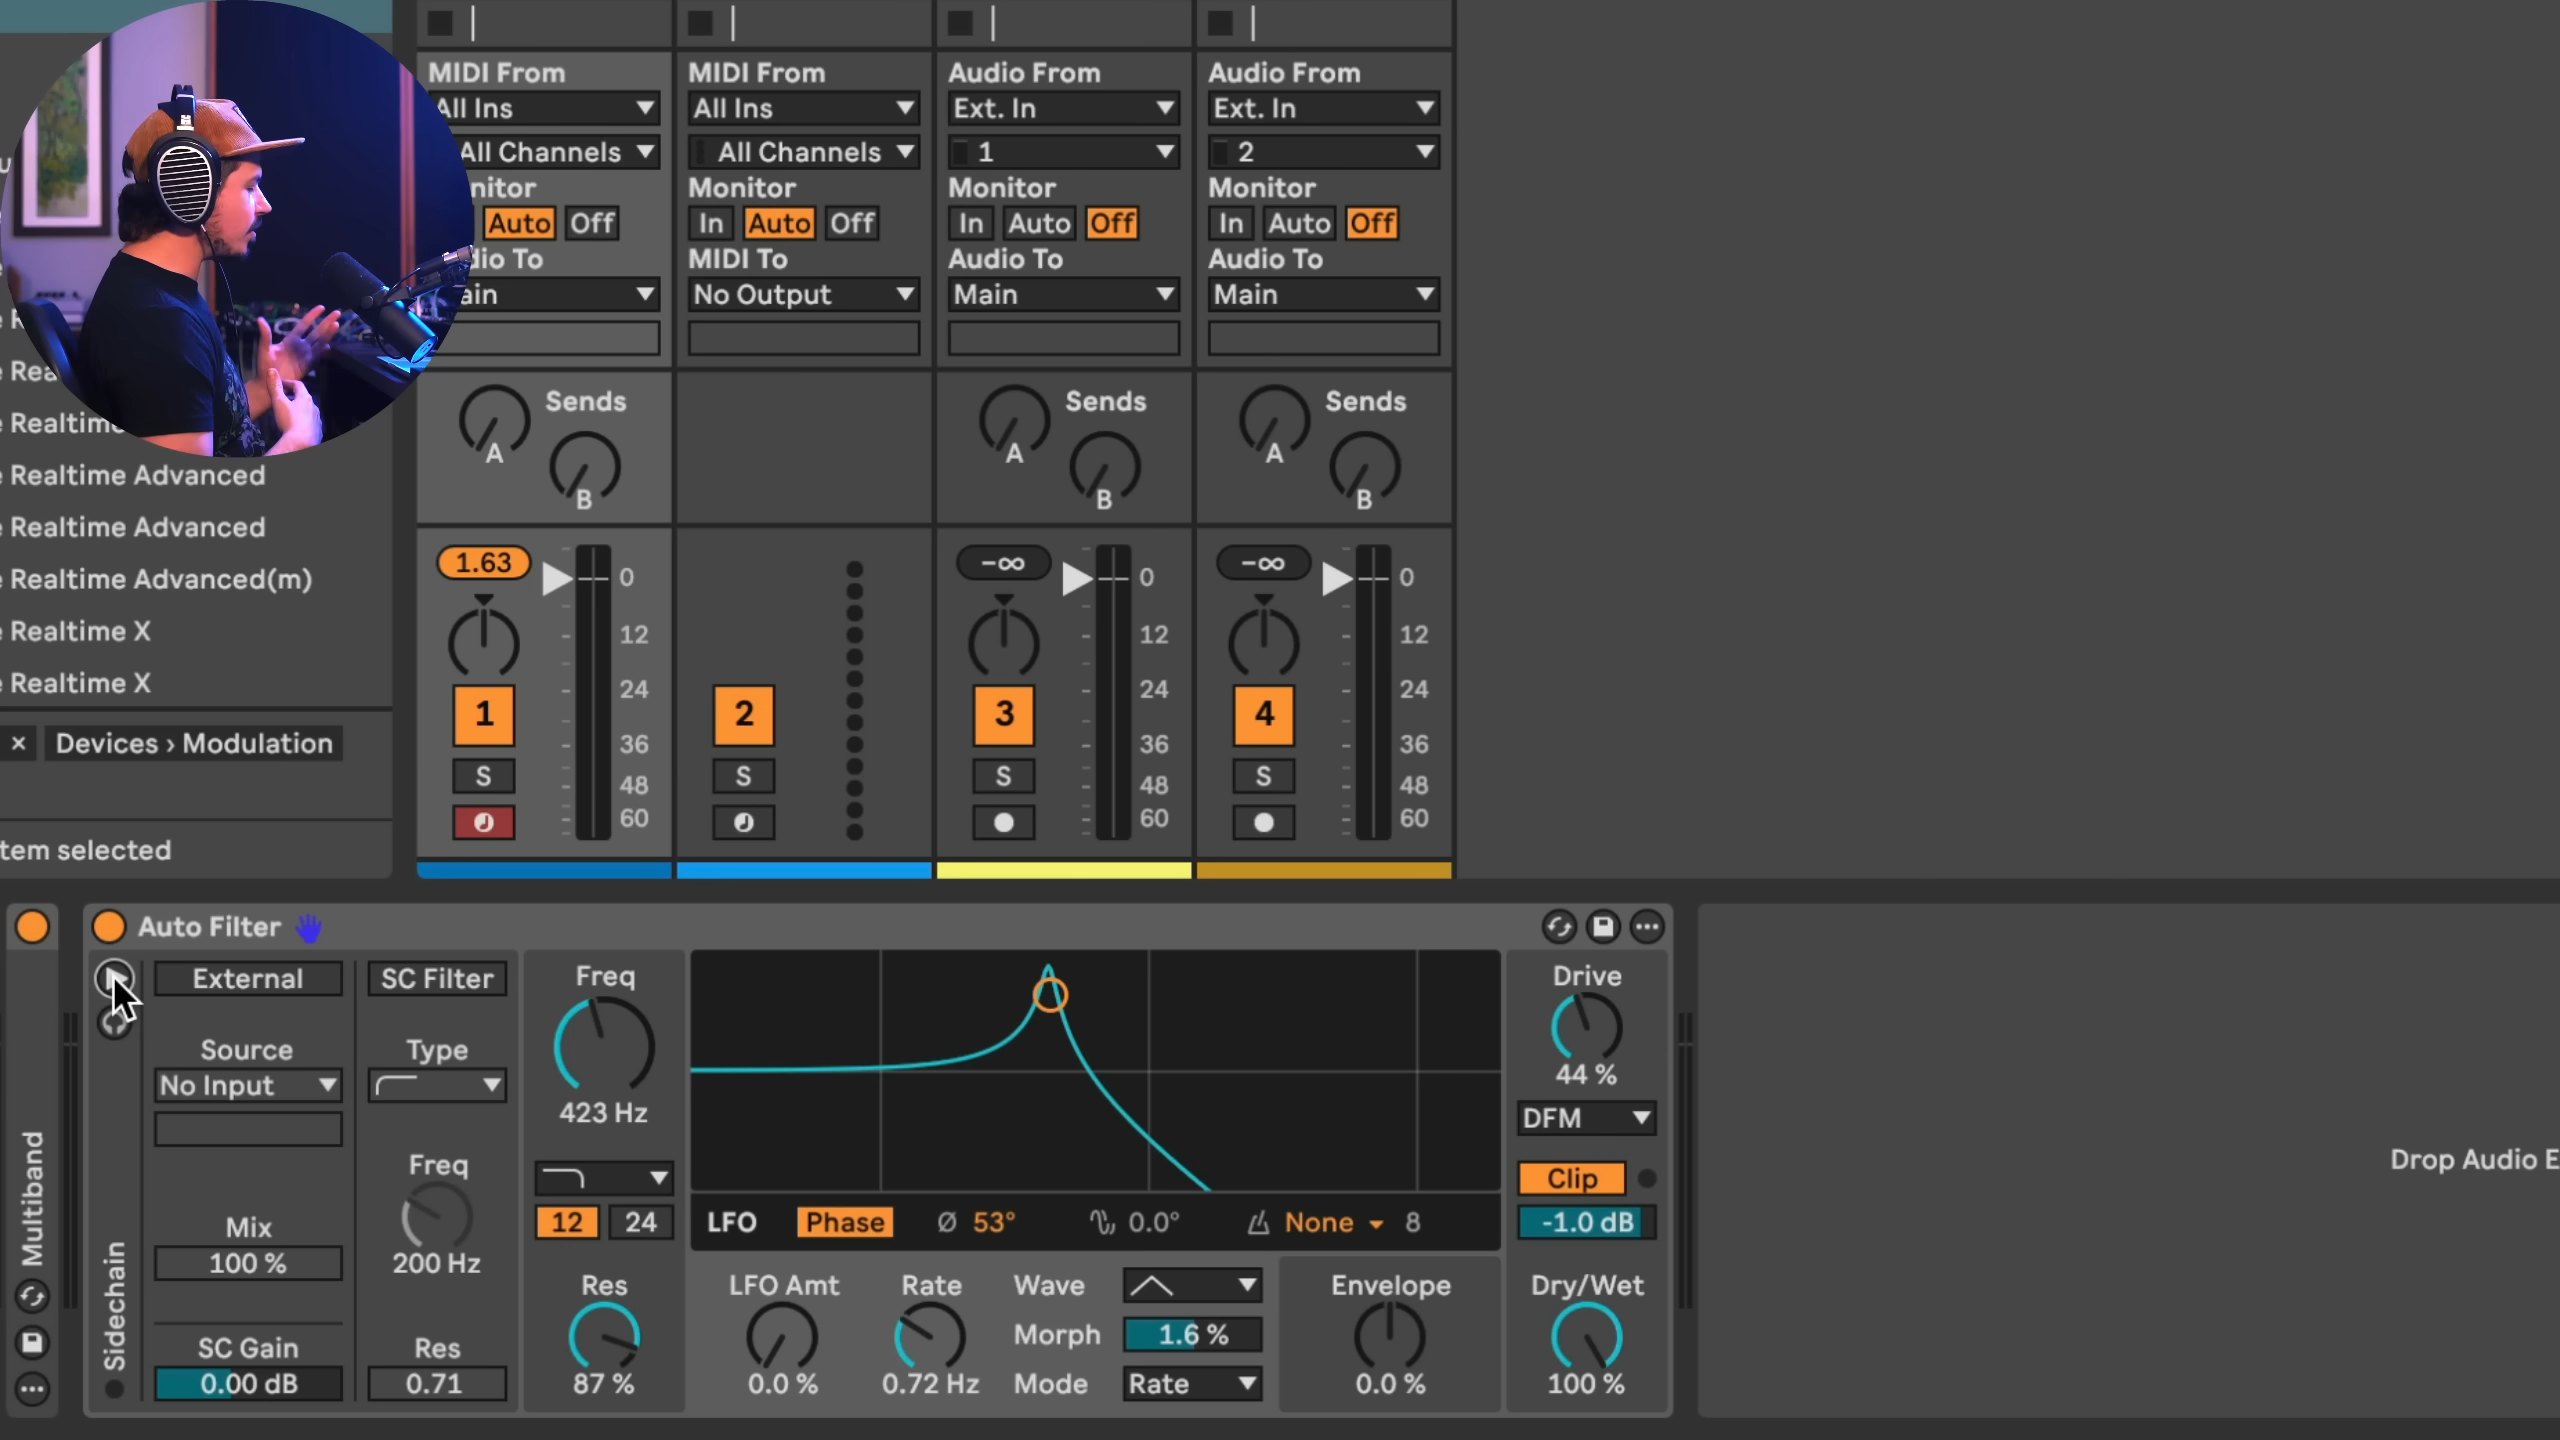 MIDI From
MIDI From
Audio From
Audio From
All Ins
All Ins
Ext. In
Ext. In
All Channels
All Channels
1
2
nitor
Monitor
Monitor
Monitor
Auto Off
In Auto Off
In Auto Off
In Auto Off
dio To
MIDI To
Audio To
Audio To
ain
No Output
Main
Main
e Rea
e Realtime
e Realtime Advanced
e Realtime Advanced
e Realtime Advanced(m)
e Realtime X
e Realtime X
× Devices › Modulation
tem selected
Sends
A
B
Sends
A
B
Sends
A
B
1.63
0
12
24
36
48
60
1
S
2
S
-∞
0
12
24
36
48
60
3
S
-∞
0
12
24
36
48
60
4
S
Multiband
Auto Filter
Sidechain
External
Source
No Input
Mix
100 %
SC Gain
0.00 dB
SC Filter
Type
Freq
200 Hz
Res
0.71
Freq
423 Hz
12 24
Res
87 %
LFO Phase Ø 53° 0.0° None 8
LFO Amt
0.0 %
Rate
0.72 Hz
Wave
Morph 1.6 %
Mode Rate
Envelope
0.0 %
Drive
44 %
DFM
Clip
-1.0 dB
Dry/Wet
100 %
Drop Audio E